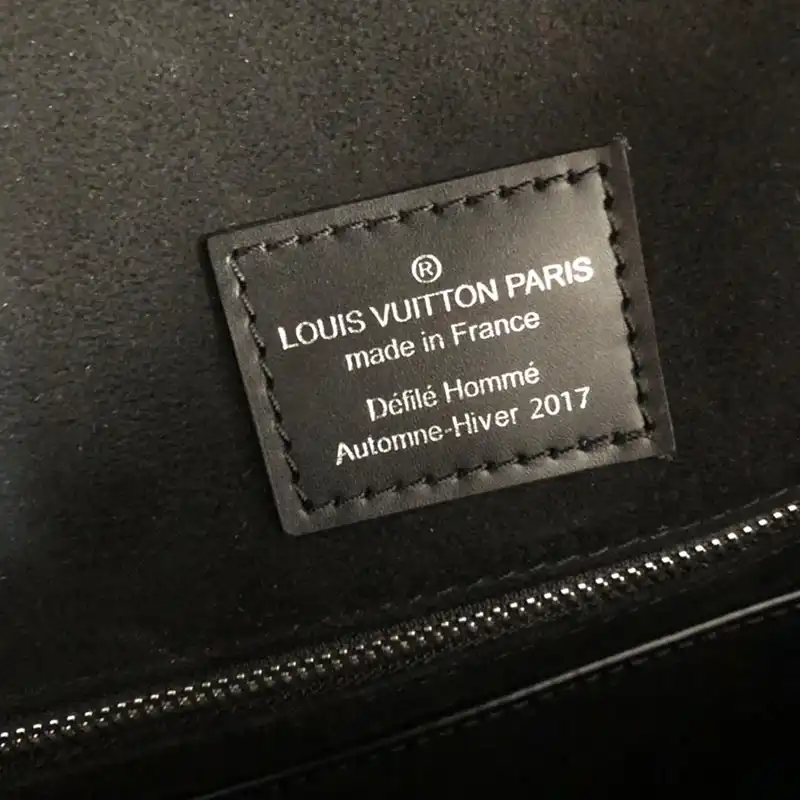 ®
LOUIS VUITTON PARIS
made in France
Défilé Hommé
Automne-Hiver 2017